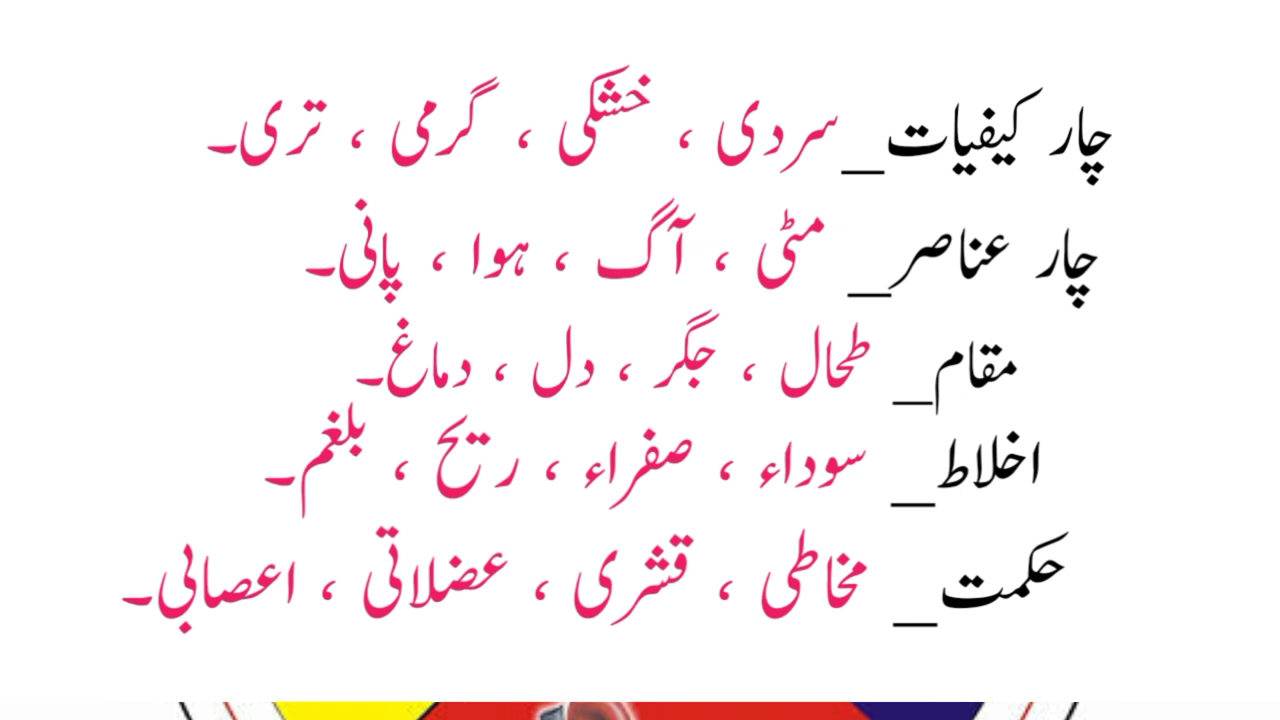 چار کیفیات_ سردی ، خشکی ، گرمی ، تری۔
چار عناصر_ مٹی ، آگ ، ہوا ، پانی۔
مقام_ طحال ، جگر ، دل ، دماغ۔
اخلاط_ سوداء ، صفراء ، ریح ، بلغم۔
حکمت_ مخاطی ، قشری ، عضلاتی ، اعصابی۔